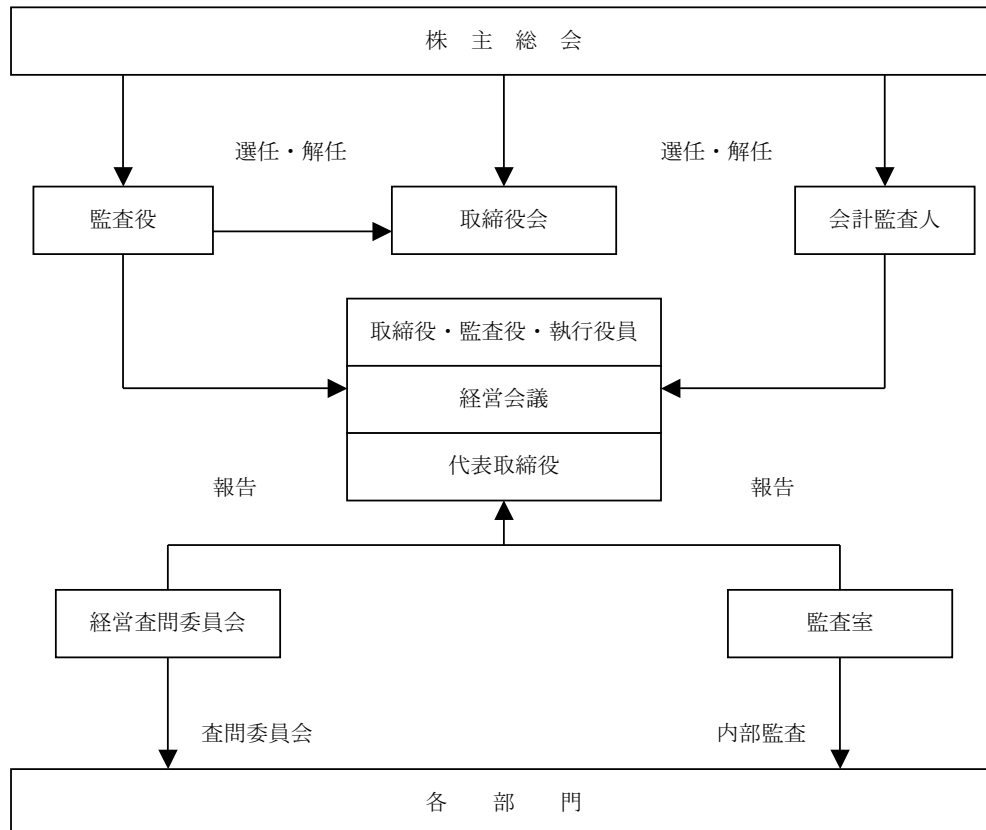 株主総会
選任・解任
選任・解任
監査役
取締役会
会計監査人
取締役・監査役・執行役員
経営会議
代表取締役
報告
報告
経営査問委員会
監査室
査問委員会
内部監査
各部門